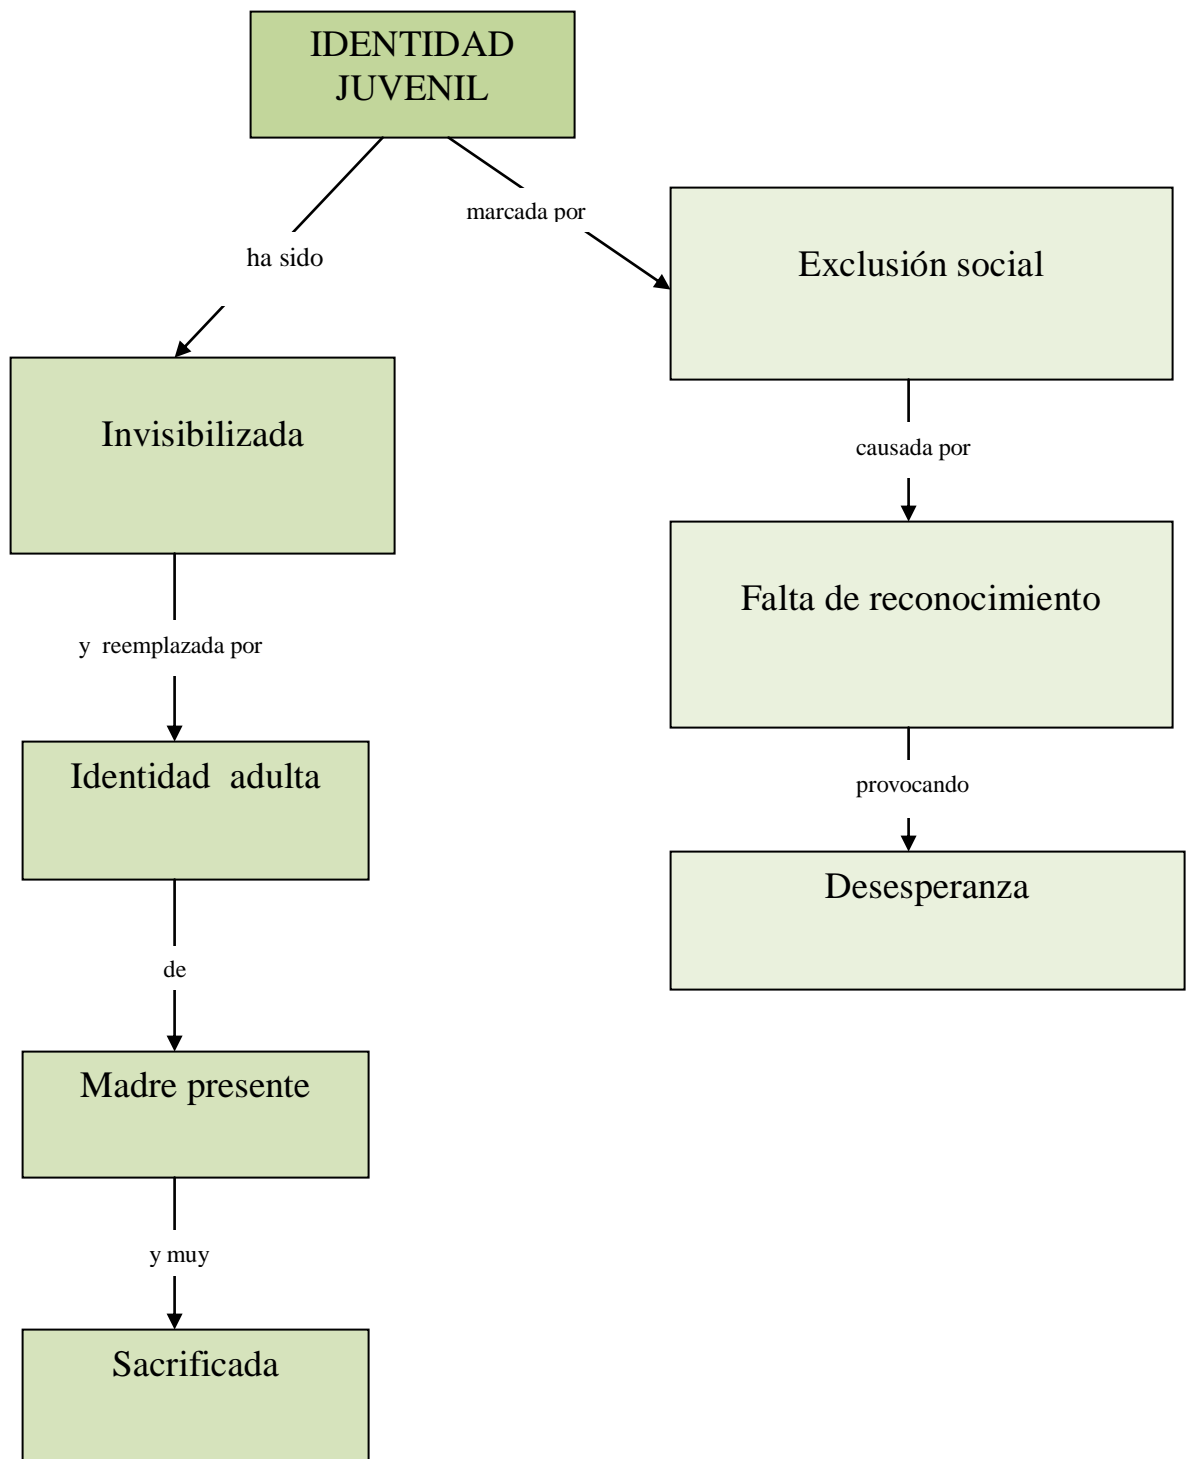 IDENTIDAD
JUVENIL
marcada por
ha sido
Exclusión social
Invisibilizada
causada por
Falta de reconocimiento
y reemplazada por
Identidad adulta
provocando
Desesperanza
de
Madre presente
y muy
Sacrificada